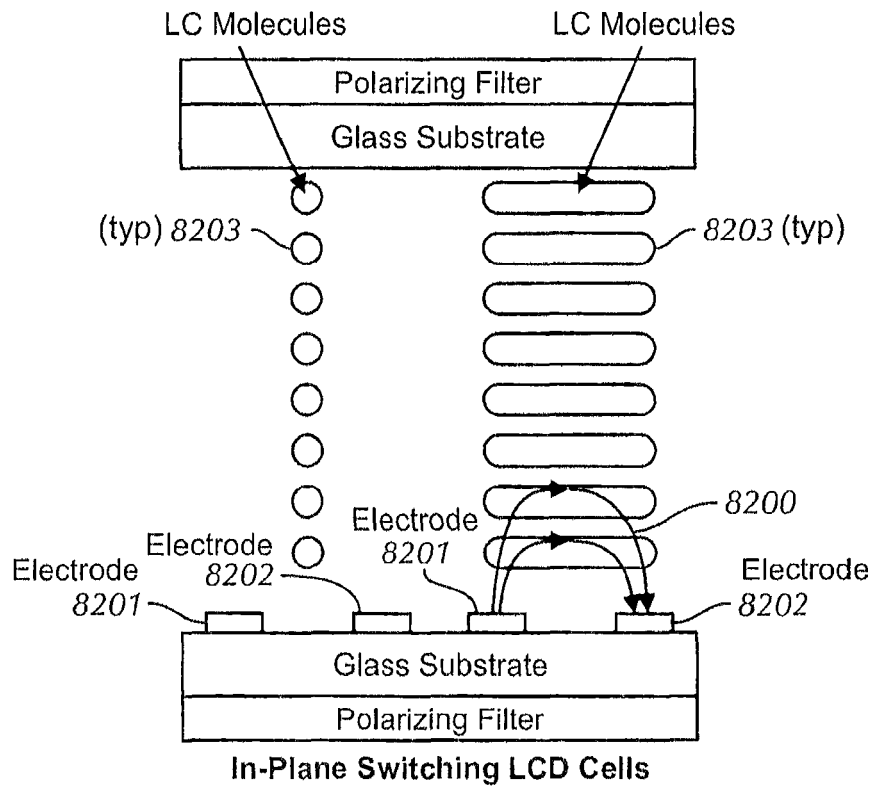 LC Molecules
LC Molecules
Polarizing Filter
Glass Substrate
(typ) 8203
8203 (typ)
8200
Electrode
8201
Electrode
8202
Electrode
8201
Electrode
8202
Glass Substrate
Polarizing Filter
In-Plane Switching LCD Cells